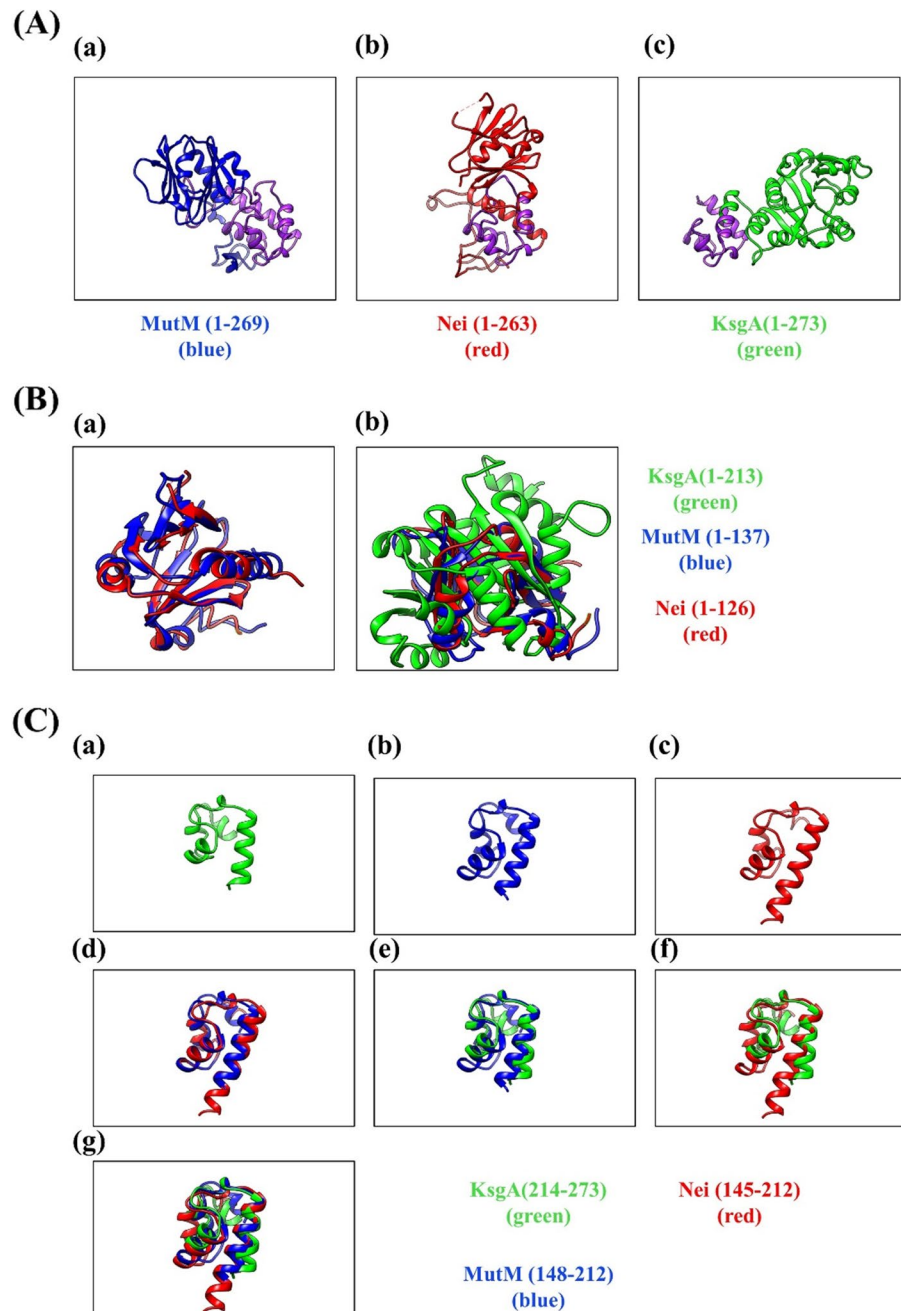 (A)
(a)
(b)
(c)
MutM (1-269)
(blue)
Nei (1-263)
(red)
KsgA(1-273)
(green)
(B)
(a)
(b)
KsgA(1-213)
(green)
MutM (1-137)
(blue)
Nei (1-126)
(red)
(C)
(a)
(b)
(c)
(d)
(e)
(f)
(g)
KsgA(214-273)
(green)
Nei (145-212)
(red)
MutM (148-212)
(blue)